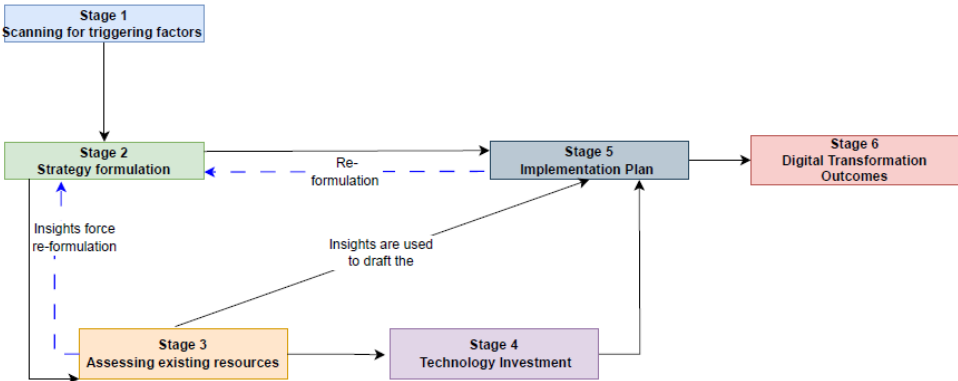 Stage 1
Scanning for triggering factors
Stage 2
Strategy formulation
Re-
formulation
Stage 5
Implementation Plan
Stage 6
Digital Transformation
Outcomes
Insights force
re-formulation
Insights are used
to draft the
Stage 3
Assessing existing resources
Stage 4
Technology Investment